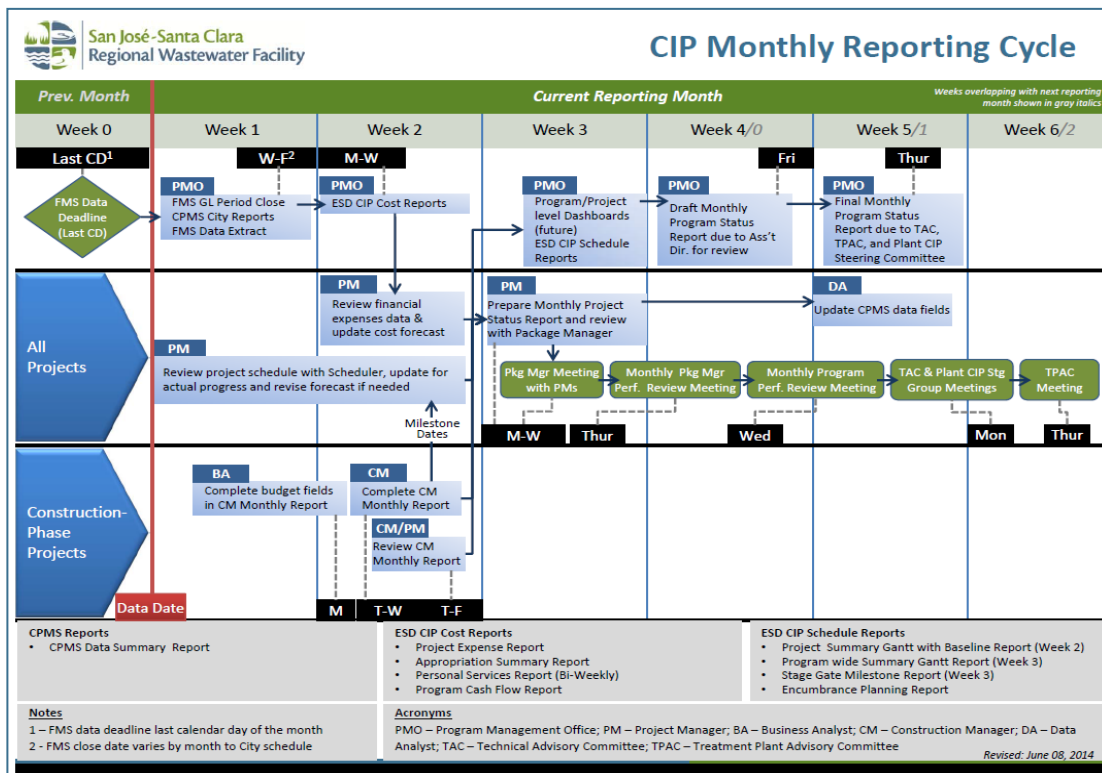 San José-Santa Clara
Regional Wastewater Facility
CIP Monthly Reporting Cycle
Prev. Month
Current Reporting Month
Weeks overlapping with next reporting
month shown in gray italics
Week 0
Week 1
Week 2
Week 3
Week 4/0
Week 5/1
Week 6/2
Last CD1
W-F2
M-W
Fri
Thur
FMS Data
Deadline
(Last CD)
PMO
FMS GL Period Close
CPMS City Reports
FMS Data Extract
PMO
ESD CIP Cost Reports
PMO
Program/Project
level Dashboards
(future)
ESD CIP Schedule
Reports
PMO
Draft Monthly
Program Status
Report due to Ass't
Dir. for review
PMO
Final Monthly
Program Status
Report due to TAC,
TPAC, and Plant CIP
Steering Committee
All
Projects
PM
Review financial
expenses data &
update cost forecast
PM
Prepare Monthly Project
Status Report and review
with Package Manager
DA
Update CPMS data fields
PM
Review project schedule with Scheduler, update for
actual progress and revise forecast if needed
Pkg Mgr Meeting
with PMs
Monthly Pkg Mgr
Perf. Review Meeting
Monthly Program
Perf. Review Meeting
TAC & Plant CIP Stg
Group Meetings
TPAC
Meeting
Milestone
Dates
M-W
Thur
Wed
Mon
Thur
Construction-
Phase
Projects
BA
Complete budget fields
in CM Monthly Report
CM
Complete CM
Monthly Report
CM/PM
Review CM
Monthly Report
Data Date
M
T-W
T-F
CPMS Reports
• CPMS Data Summary Report
ESD CIP Cost Reports
• Project Expense Report
• Appropriation Summary Report
• Personal Services Report (Bi-Weekly)
• Program Cash Flow Report
ESD CIP Schedule Reports
• Project Summary Gantt with Baseline Report (Week 2)
• Program wide Summary Gantt Report (Week 3)
• Stage Gate Milestone Report (Week 3)
• Encumbrance Planning Report
Notes
1 – FMS data deadline last calendar day of the month
2 - FMS close date varies by month to City schedule
Acronyms
PMO – Program Management Office; PM – Project Manager; BA – Business Analyst; CM – Construction Manager; DA – Data
Analyst; TAC – Technical Advisory Committee; TPAC – Treatment Plant Advisory Committee
Revised: June 08, 2014